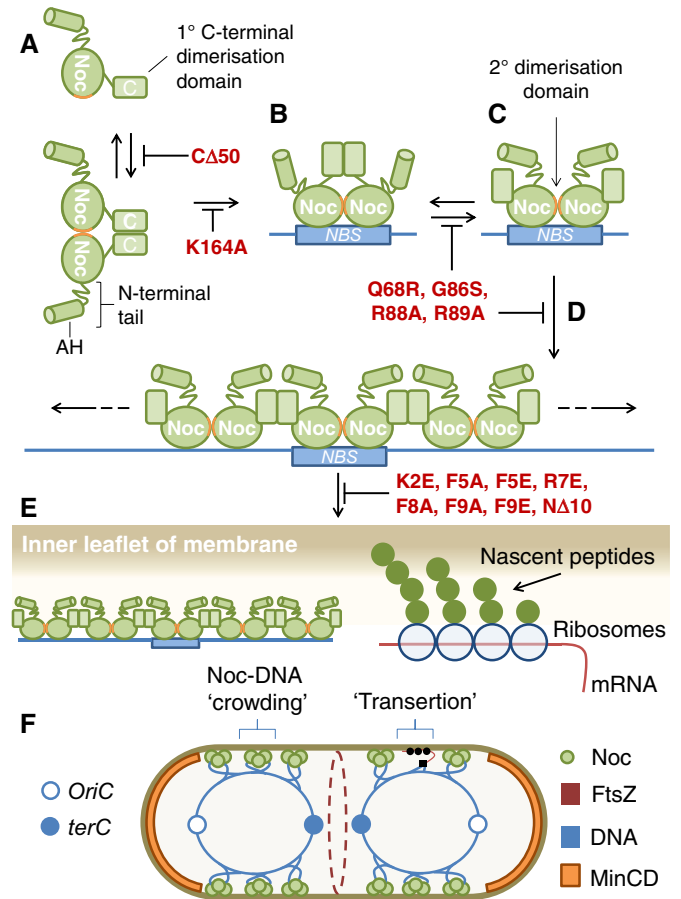 A
1° C-terminal
dimerisation
domain
Noc
C
CΔ50
Noc
C
C
Noc
K164A
N-terminal
tail
AH
B
Noc
Noc
NBS
2° dimerisation
domain
C
Noc
Noc
NBS
Q68R, G86S,
R88A, R89A
D
Noc
Noc
Noc
Noc
Noc
Noc
NBS
K2E, F5A, F5E, R7E,
F8A, F9A, F9E, NΔ10
E
Inner leaflet of membrane
Nascent peptides
Ribosomes
mRNA
F
Noc-DNA
‘crowding’
‘Transertion’
OriC
terC
Noc
FtsZ
DNA
MinCD